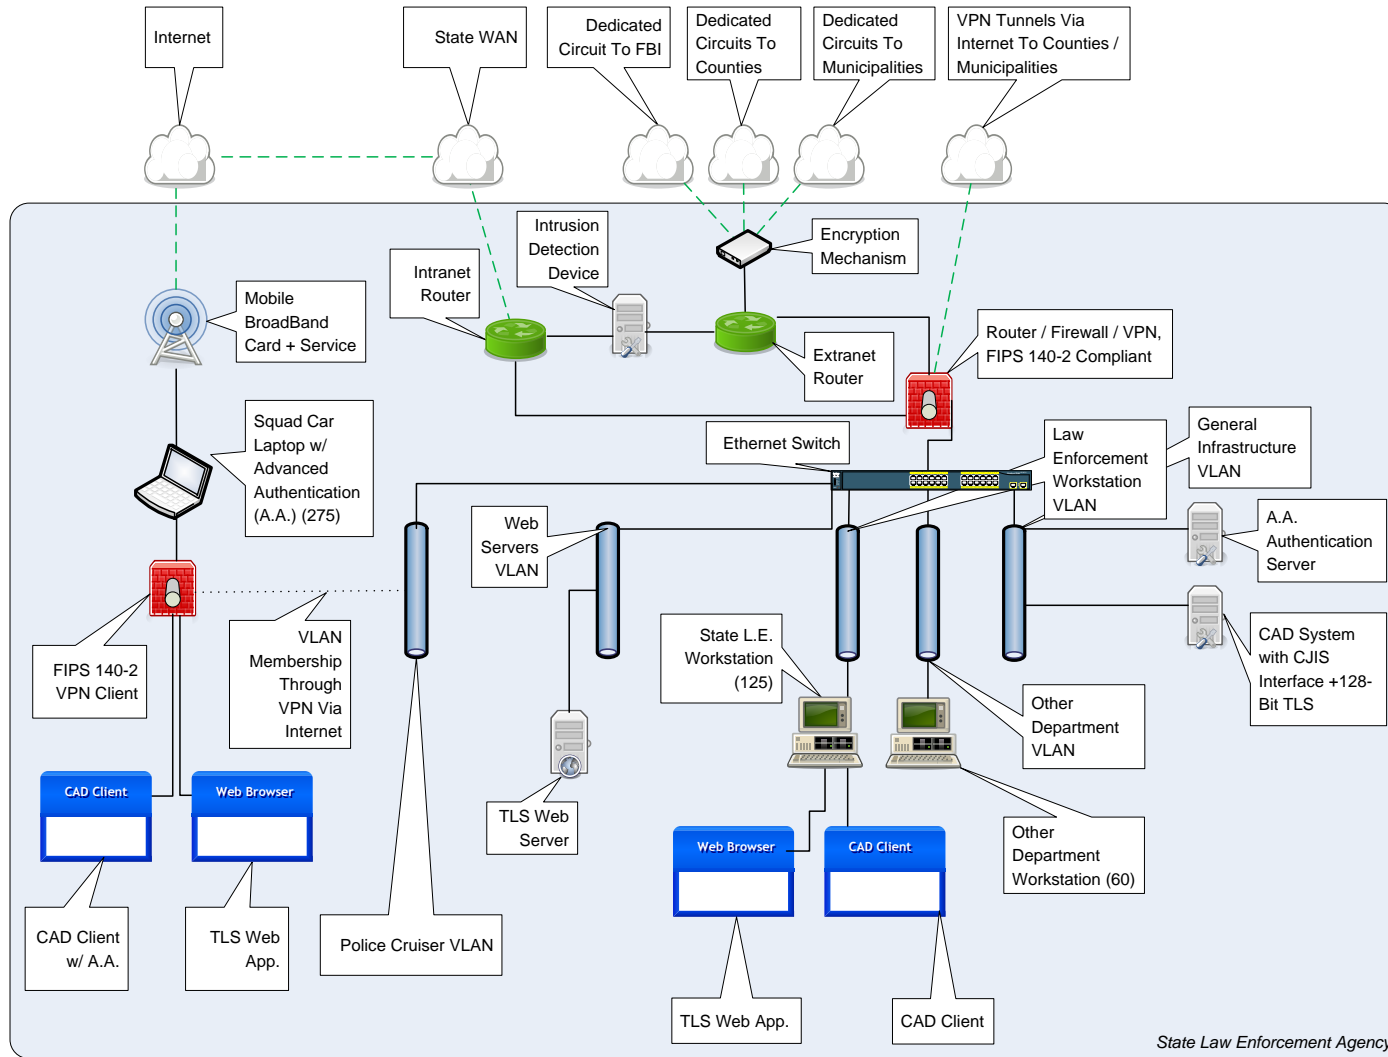 Internet
State WAN
Dedicated
Circuit To FBI
Dedicated
Circuits To
Counties
Dedicated
Circuits To
Municipalities
VPN Tunnels Via
Internet To Counties /
Municipalities
Intrusion
Detection
Device
Encryption
Mechanism
Intranet
Router
Mobile
BroadBand
Card + Service
Extranet
Router
Router / Firewall / VPN,
FIPS 140-2 Compliant
Squad Car
Laptop w/
Advanced
Authentication
(A.A.) (275)
Ethernet Switch
Law
Enforcement
Workstation
VLAN
General
Infrastructure
VLAN
Web
Servers
VLAN
A.A.
Authentication
Server
FIPS 140-2
VPN Client
VLAN
Membership
Through
VPN Via
Internet
State L.E.
Workstation
(125)
CAD System
with CJIS
Interface +128-
Bit TLS
Other
Department
VLAN
CAD Client
Web Browser
TLS Web
Server
Web Browser
CAD Client
Other
Department
Workstation (60)
CAD Client
w/ A.A.
TLS Web
App.
Police Cruiser VLAN
TLS Web App.
CAD Client
State Law Enforcement Agency